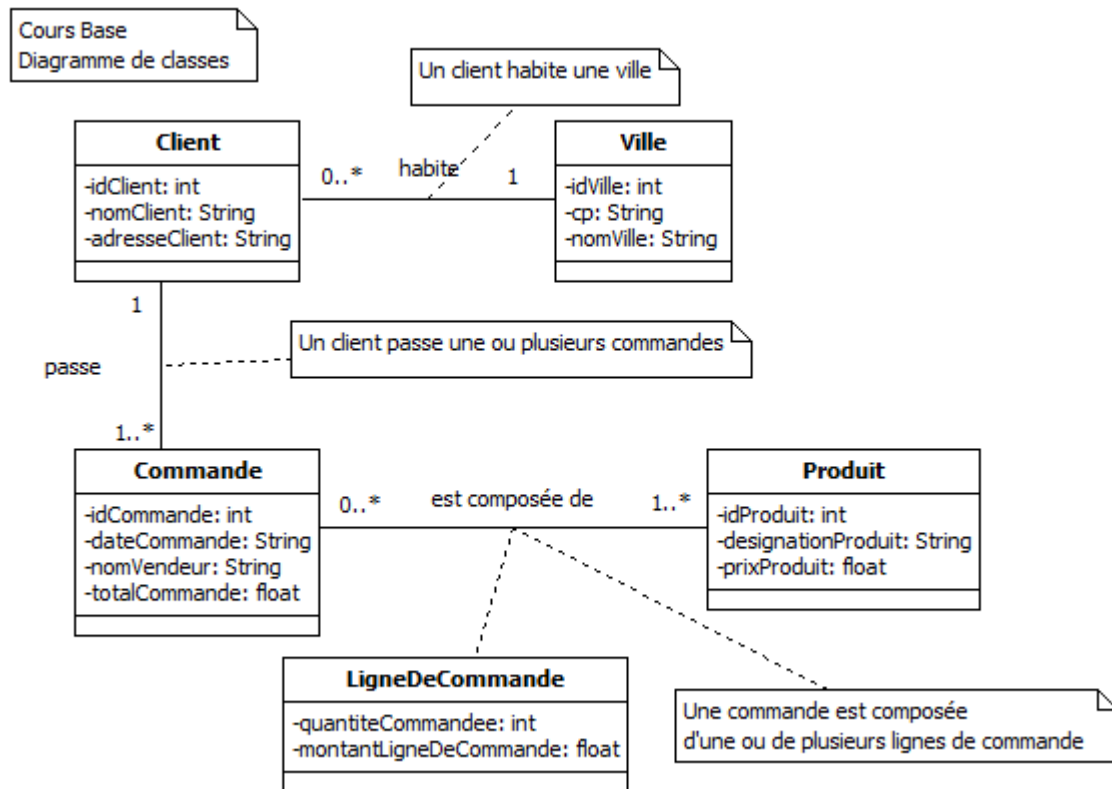 Cours Base
Diagramme de classes
Un client habite une ville
Client
-idClient: int
-nomClient: String
-adresseClient: String
0..*
habite
1
Ville
-idVille: int
-cp: String
-nomVille: String
1
passe
1..*
Un client passe une ou plusieurs commandes
Commande
-idCommande: int
-dateCommande: String
-nomVendeur: String
-totalCommande: float
0..*
est composée de
1..*
Produit
-idProduit: int
-designationProduit: String
-prixProduit: float
LigneDeCommande
-quantiteCommandee: int
-montantLigneDeCommande: float
Une commande est composée
d'une ou de plusieurs lignes de commande